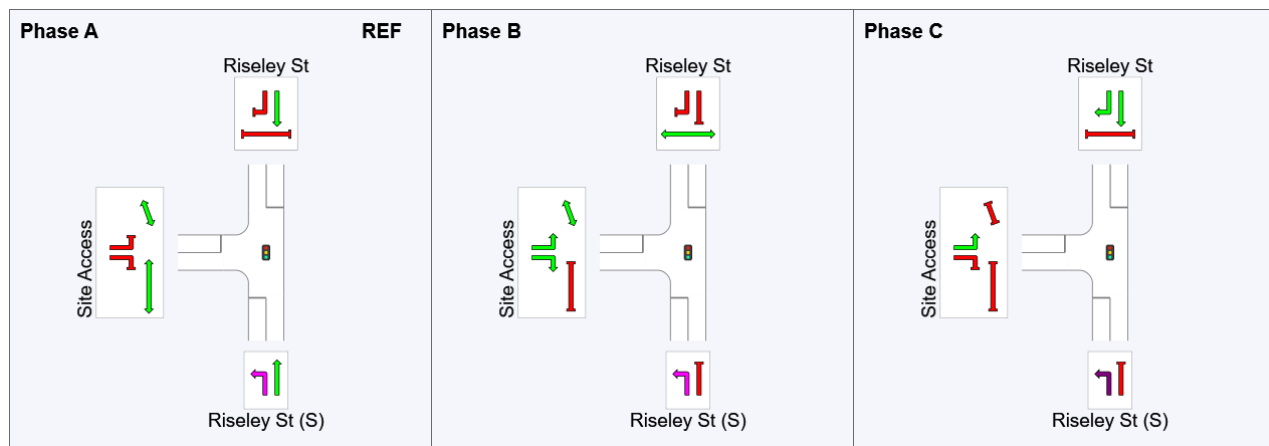 Phase A
REF
Riseley St
Site Access
Riseley St (S)
Phase B
Riseley St
Site Access
Riseley St (S)
Phase C
Riseley St
Site Access
Riseley St (S)